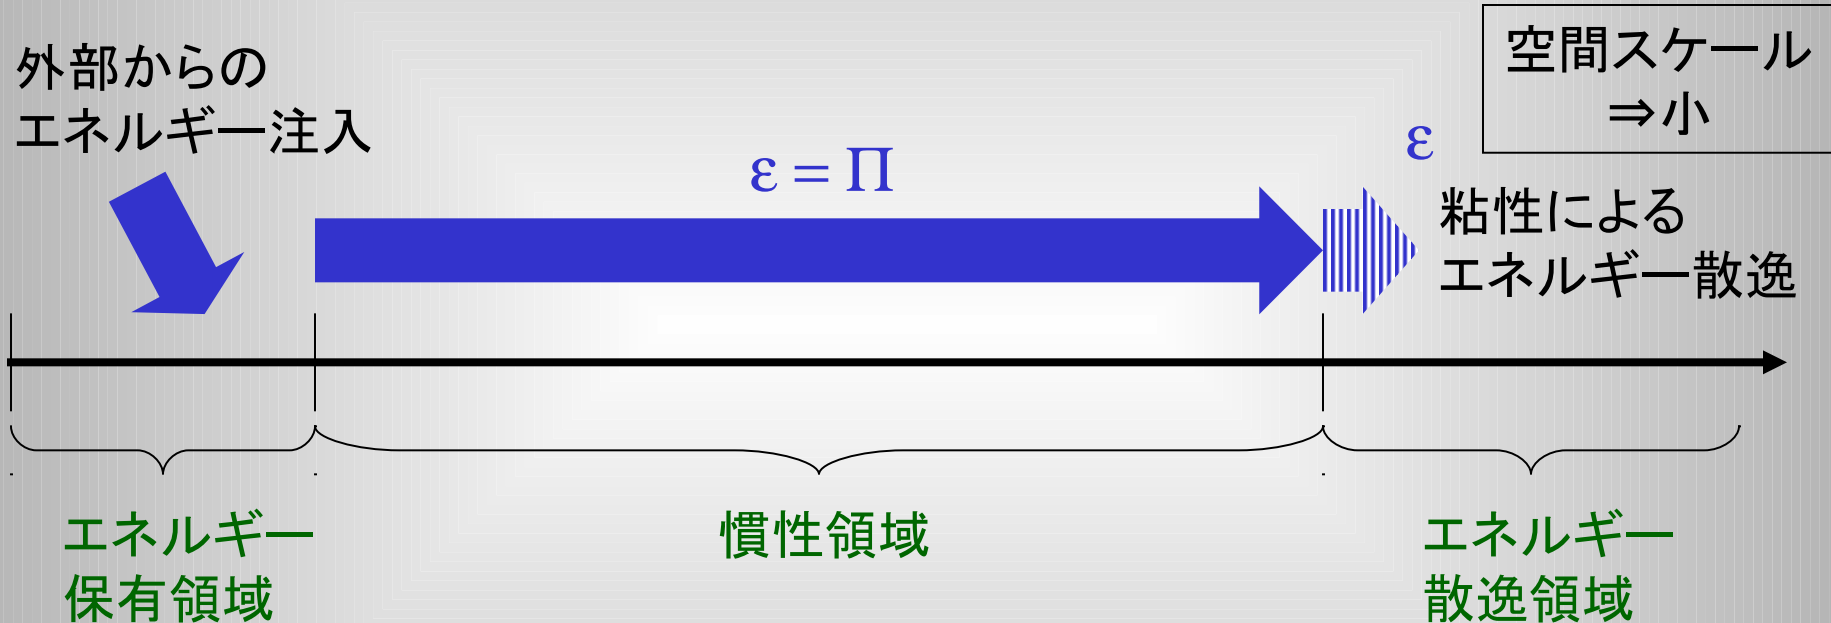 外部からの
エネルギー注入
空間スケール
⇒小
ε = Π
ε
粘性による
エネルギー散逸
エネルギー
保有領域
慣性領域
エネルギー
散逸領域